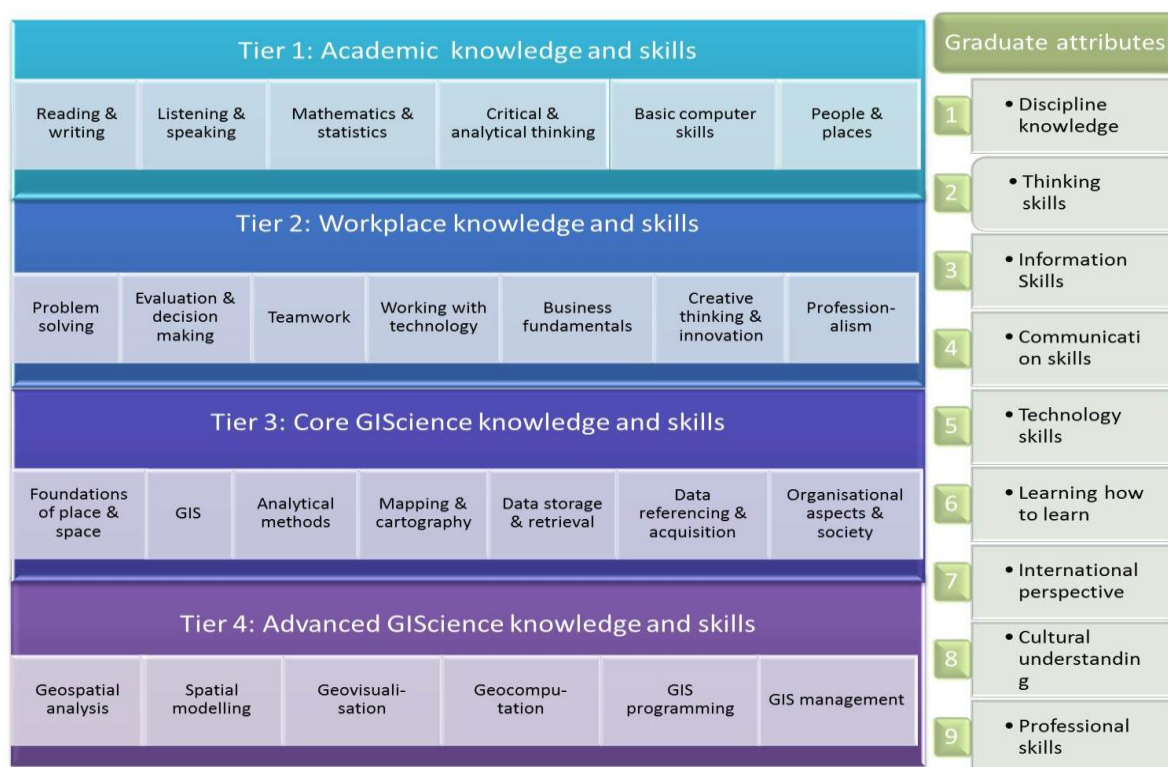 Tier 1: Academic knowledge and skills
Reading &
writing
Listening &
speaking
Mathematics &
statistics
Critical &
analytical thinking
Basic computer
skills
People &
places
Tier 2: Workplace knowledge and skills
Problem
solving
Evaluation &
decision
making
Teamwork
Working with
technology
Business
fundamentals
Creative
thinking &
innovation
Profession-
alism
Tier 3: Core GIScience knowledge and skills
Foundations
of place &
space
GIS
Analytical
methods
Mapping &
cartography
Data storage
& retrieval
Data
referencing &
acquisition
Organisational
aspects &
society
Tier 4: Advanced GIScience knowledge and skills
Geospatial
analysis
Spatial
modelling
Geovisuali-
sation
Geocompu-
tation
GIS
programming
GIS management
Graduate attributes
1
• Discipline
knowledge
2
• Thinking
skills
3
• Information
Skills
4
• Communicati
on skills
5
• Technology
skills
6
• Learning how
to learn
7
• International
perspective
8
• Cultural
understandin
g
9
• Professional
skills